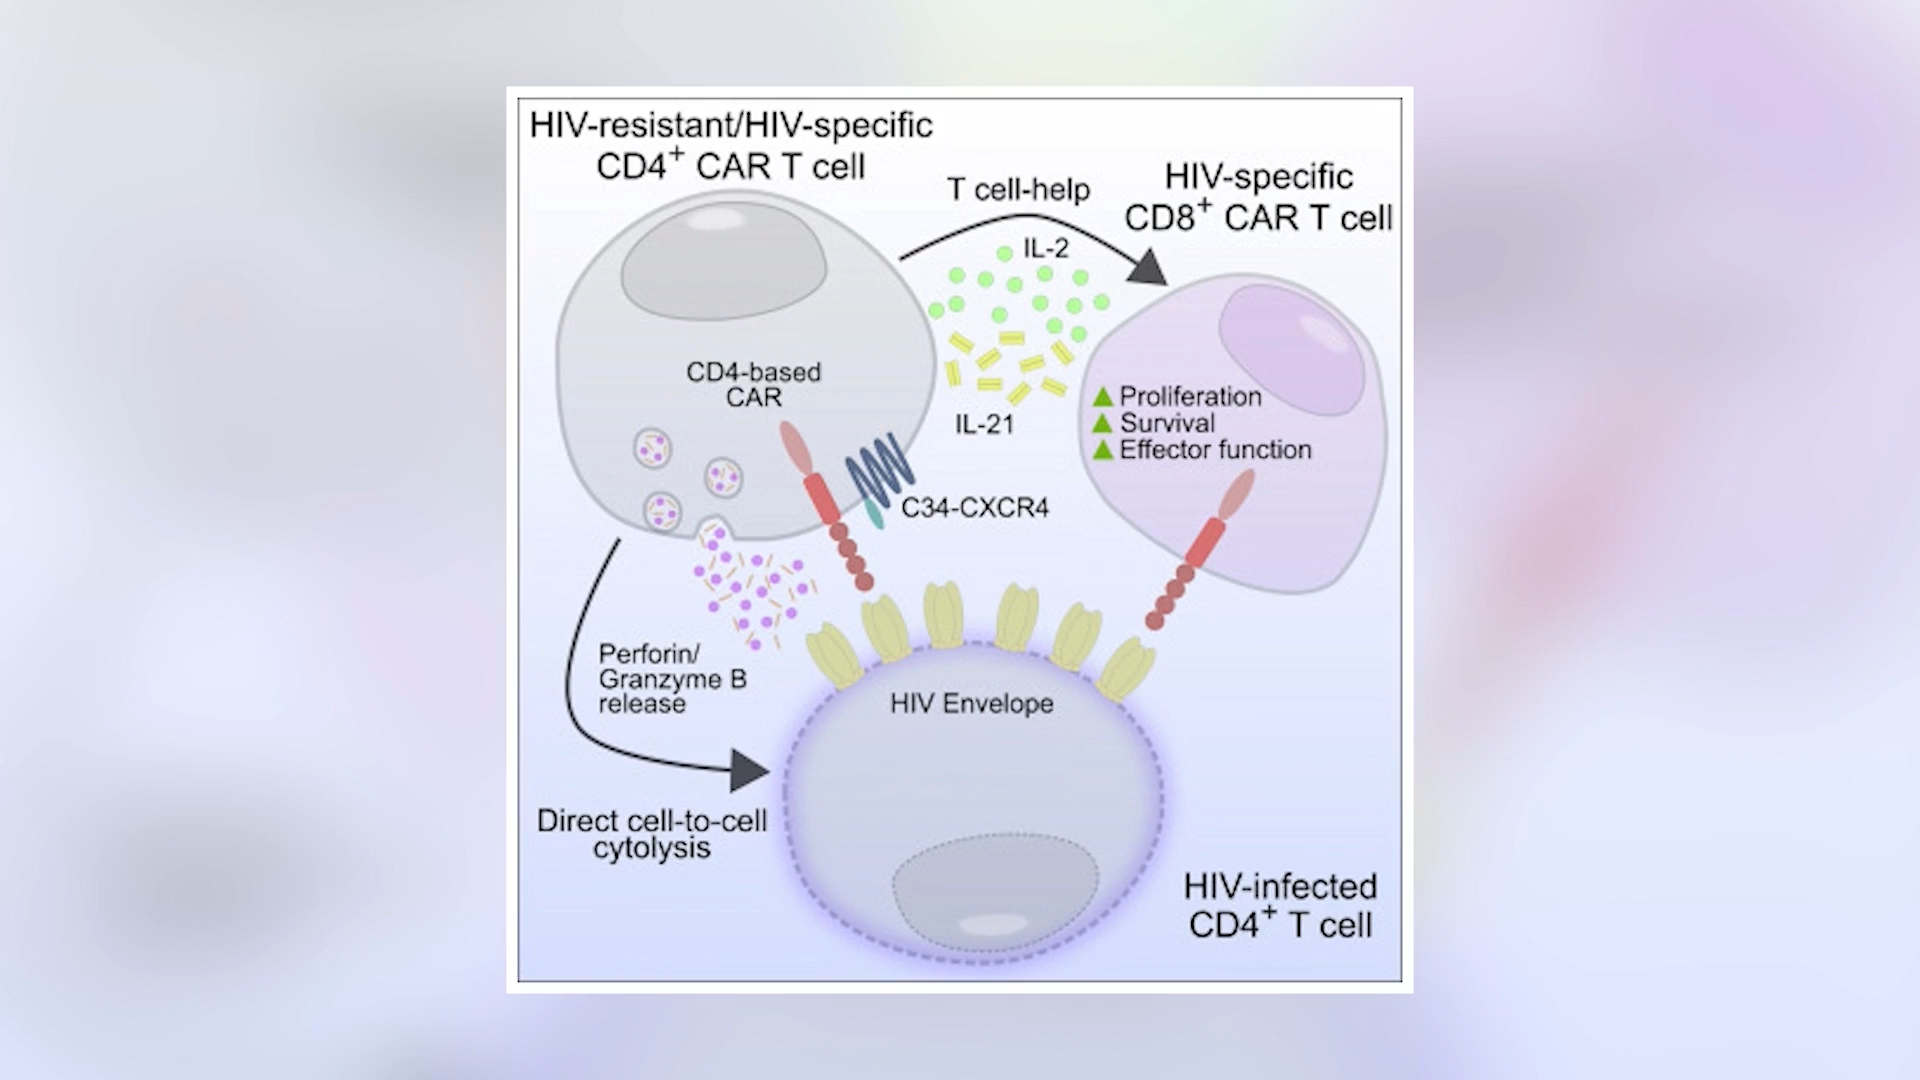 HIV-resistant/HIV-specific
CD4+ CAR T cell
T cell-help
HIV-specific
CD8+ CAR T cell
IL-2
IL-21
CD4-based
CAR
C34-CXCR4
Proliferation
Survival
Effector function
Perforin/
Granzyme B
release
HIV Envelope
Direct cell-to-cell
cytolysis
HIV-infected
CD4+ T cell